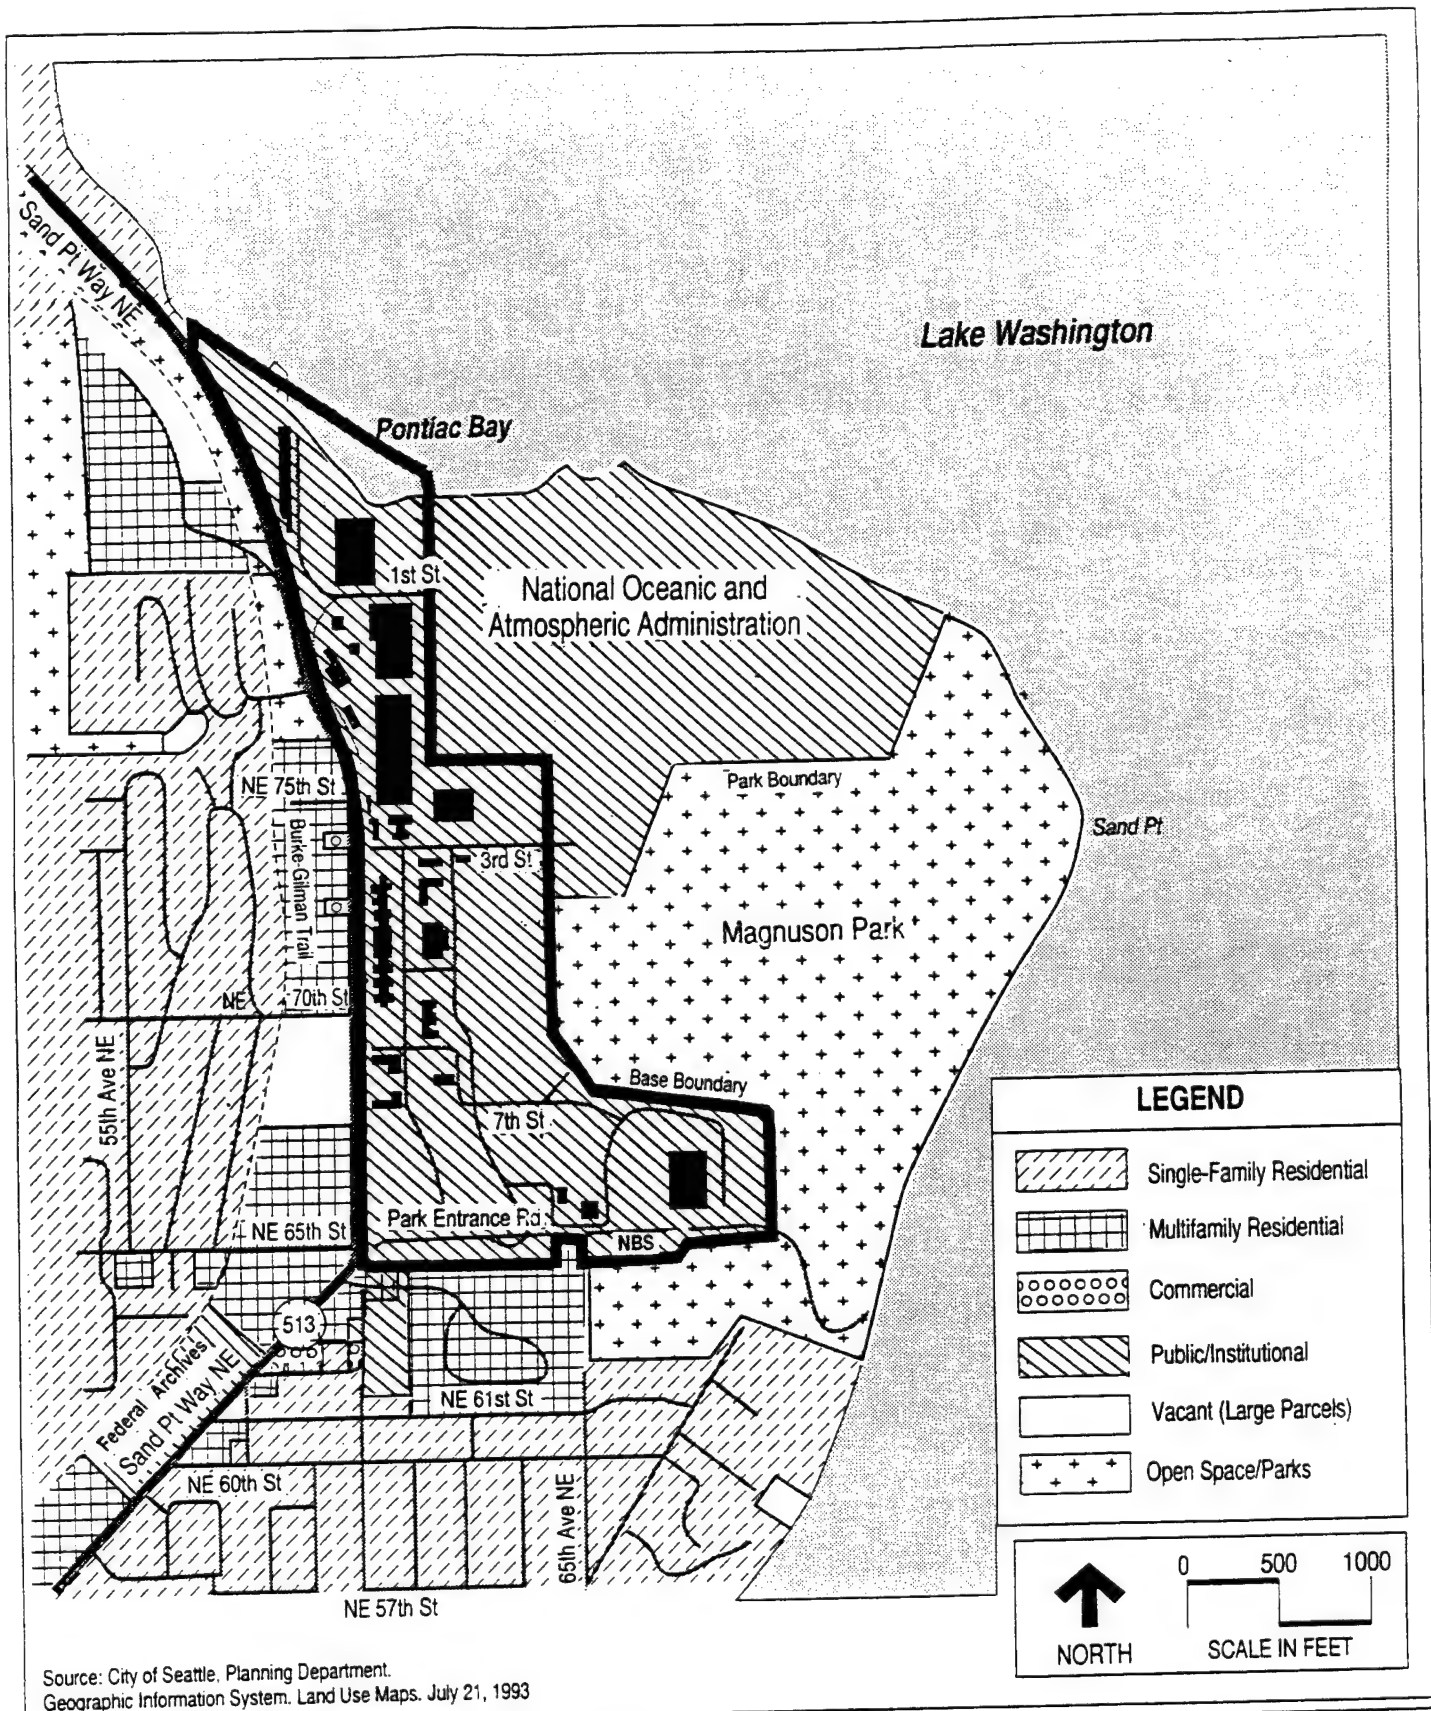 Sand Pt Way NE
Lake Washington
Pontiac Bay
1st St
National Oceanic and
Atmospheric Administration
Park Boundary
NE 75th St
Sand Pt
Burke-Gilman Trail
3rd St
Magnuson Park
NE 70th St
55th Ave NE
Base Boundary
7th St
Park Entrance Rd
NE 65th St
NBS
513
Federal Archives
Sand Pt Way NE
NE 61st St
NE 60th St
65th Ave NE
NE 57th St
LEGEND
Single-Family Residential
Multifamily Residential
Commercial
Public/Institutional
Vacant (Large Parcels)
Open Space/Parks
NORTH
0 500 1000
SCALE IN FEET
Source: City of Seattle, Planning Department.
Geographic Information System. Land Use Maps. July 21, 1993